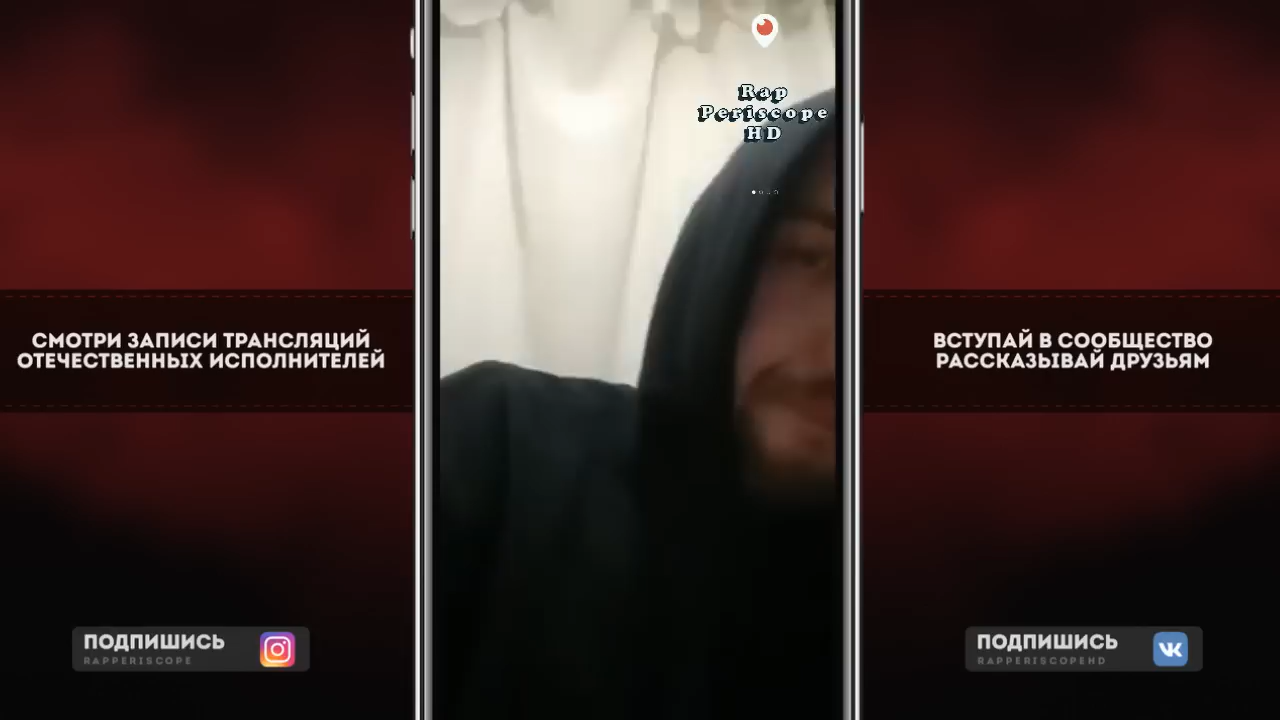 Rap
Periscope
HD
СМОТРИ ЗАПИСИ ТРАНСЛЯЦИЙ
ОТЕЧЕСТВЕННЫХ ИСПОЛНИТЕЛЕЙ
ВСТУПАЙ В СООБЩЕСТВО
РАССКАЗЫВАЙ ДРУЗЬЯМ
ПОДПИШИСЬ
RAPPERISCOPE
ПОДПИШИСЬ
RAPPERISCOPEHD